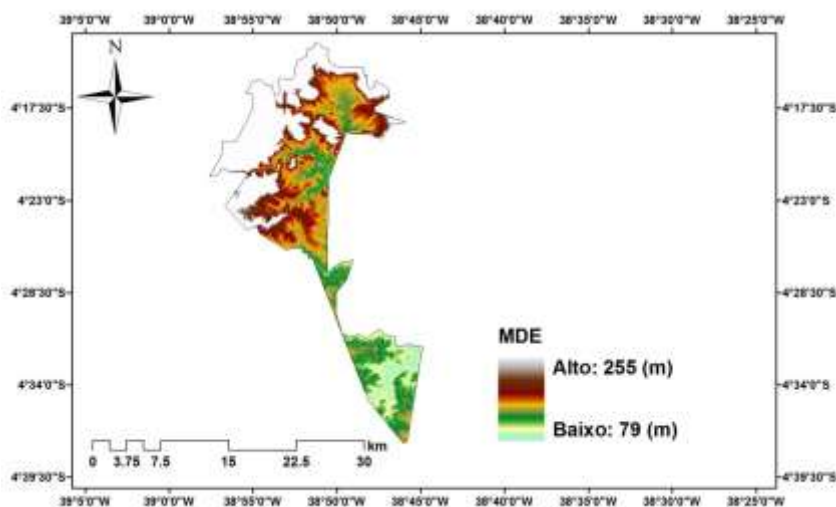 39°5'0"W 39°0'0"W 38°55'0"W 38°50'0"W 38°45'0"W 38°40'0"W 38°35'0"W 38°30'0"W 38°25'0"W
N
4°17'30"S 4°17'30"S
4°23'0"S 4°23'0"S
4°28'30"S 4°28'30"S
MDE
Alto: 255 (m)
4°34'0"S 4°34'0"S
Baixo: 79 (m)
km
0 3.75 7.5 15 22.5 30
4°39'30"S 4°39'30"S
39°5'0"W 39°0'0"W 38°55'0"W 38°50'0"W 38°45'0"W 38°40'0"W 38°35'0"W 38°30'0"W 38°25'0"W